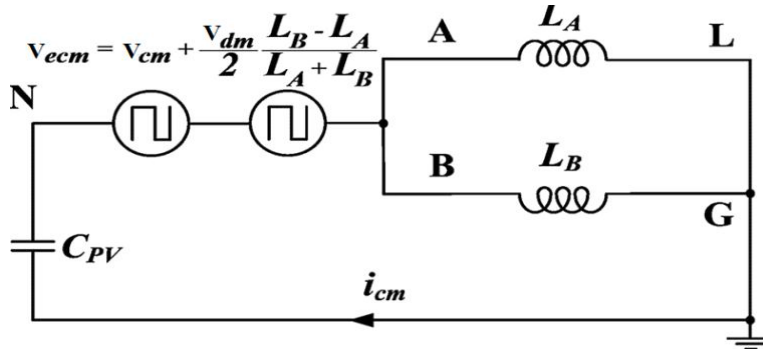 A L_A L
v_ecm = v_cm + v_dm/2 L_B - L_A/L_A + L_B
N
B L_B
G
C_PV
i_cm